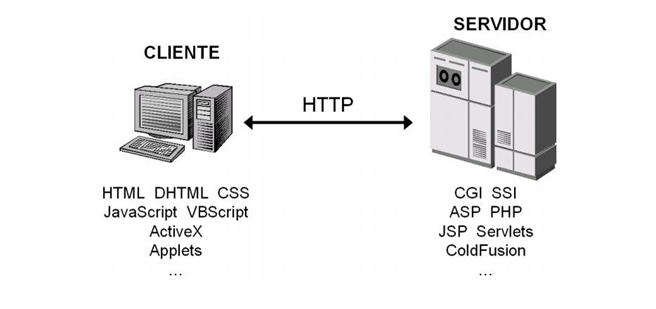 SERVIDOR
CLIENTE
HTTP
HTML DHTML CSS
JavaScript VBScript
ActiveX
Applets
...
CGI SSI
ASP PHP
JSP Servlets
ColdFusion
...